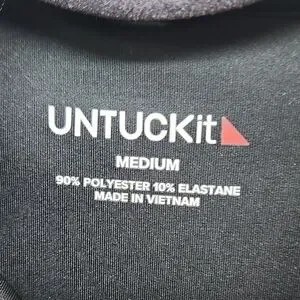 UNTUCKit
MEDIUM
90% POLYESTER 10% ELASTANE
MADE IN VIETNAM